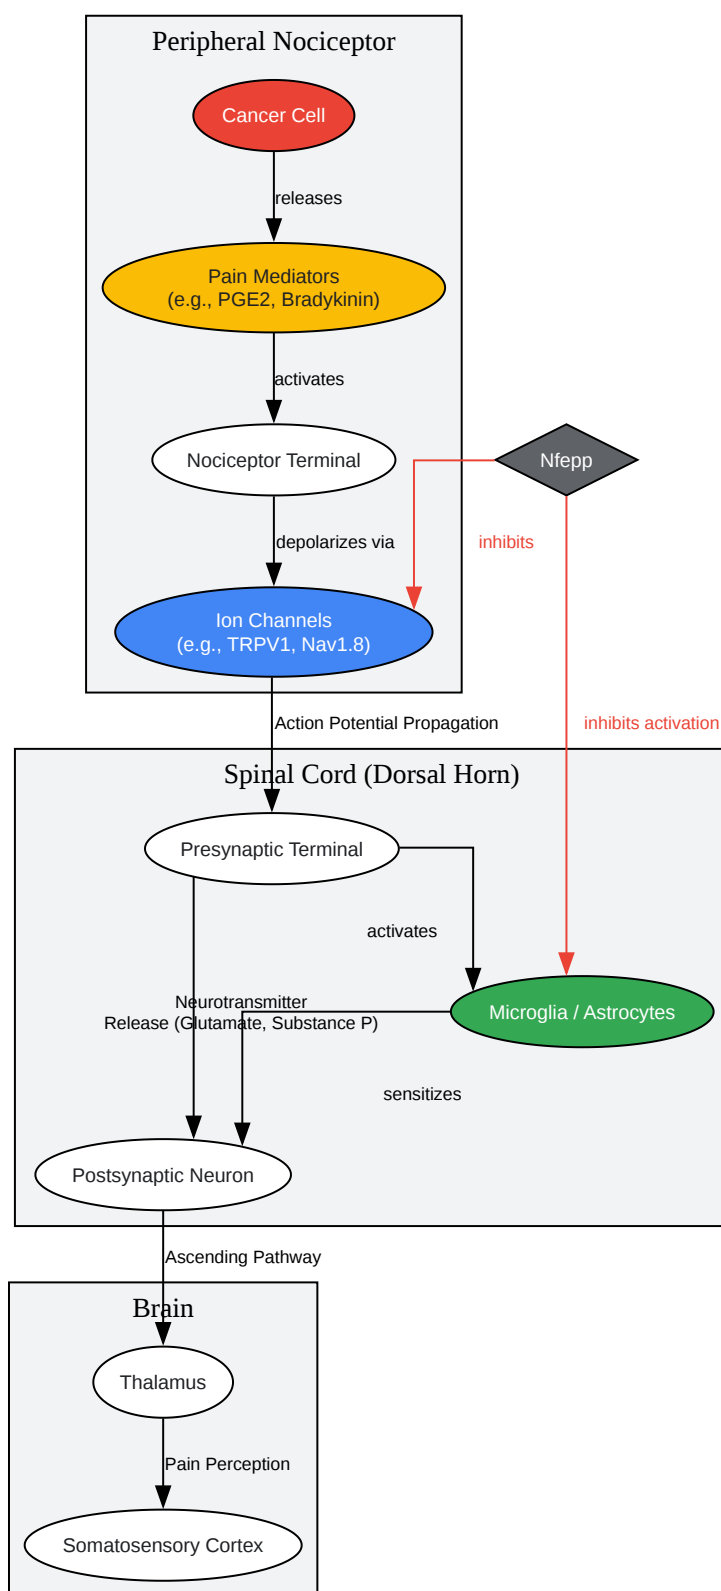 Peripheral Nociceptor
Cancer Cell
releases
Pain Mediators
(e.g., PGE2, Bradykinin)
activates
Nociceptor Terminal
Nfepp
depolarizes via
inhibits
Ion Channels
(e.g., TRPV1, Nav1.8)
Action Potential Propagation
inhibits activation
Spinal Cord (Dorsal Horn)
Presynaptic Terminal
activates
Neurotransmitter
Release (Glutamate, Substance P)
Microglia / Astrocytes
sensitizes
Postsynaptic Neuron
Ascending Pathway
Brain
Thalamus
Pain Perception
Somatosensory Cortex